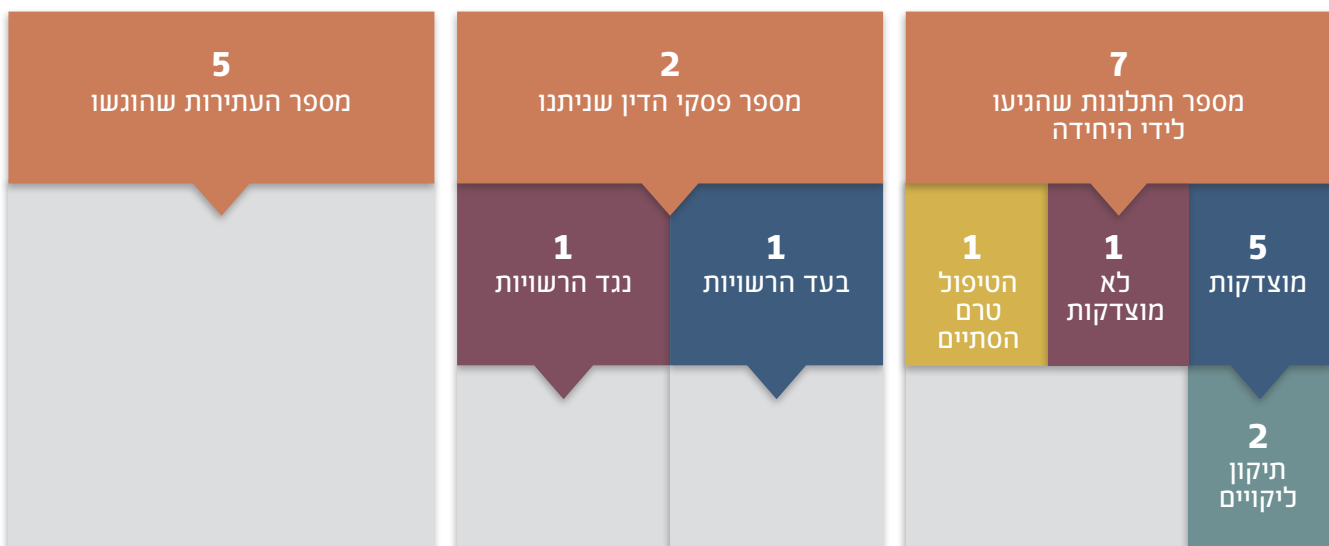 7
מספר התלונות שהגיעו
לידי היחידה
5
מוצדקות
1
לא
מוצדקות
1
הטיפול
טרם
הסתיים
2
תיקון
ליקויים
2
מספר פסקי הדין שניתנו
1
בעד הרשויות
1
נגד הרשויות
5
מספר העתירות שהוגשו